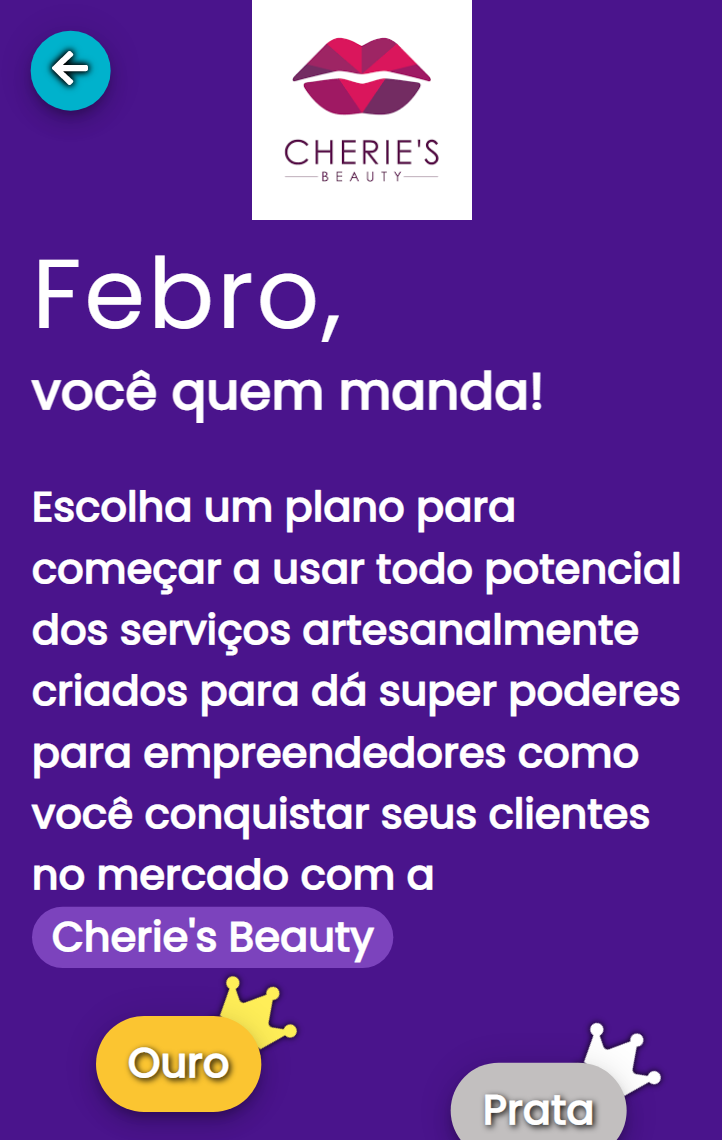 CHERIE'S
BEAUTY
Febro,
você quem manda!
Escolha um plano para
começar a usar todo potencial
dos serviços artesanalmente
criados para dá super poderes
para empreendedores como
você conquistar seus clientes
no mercado com a
Cherie's Beauty
Ouro
Prata